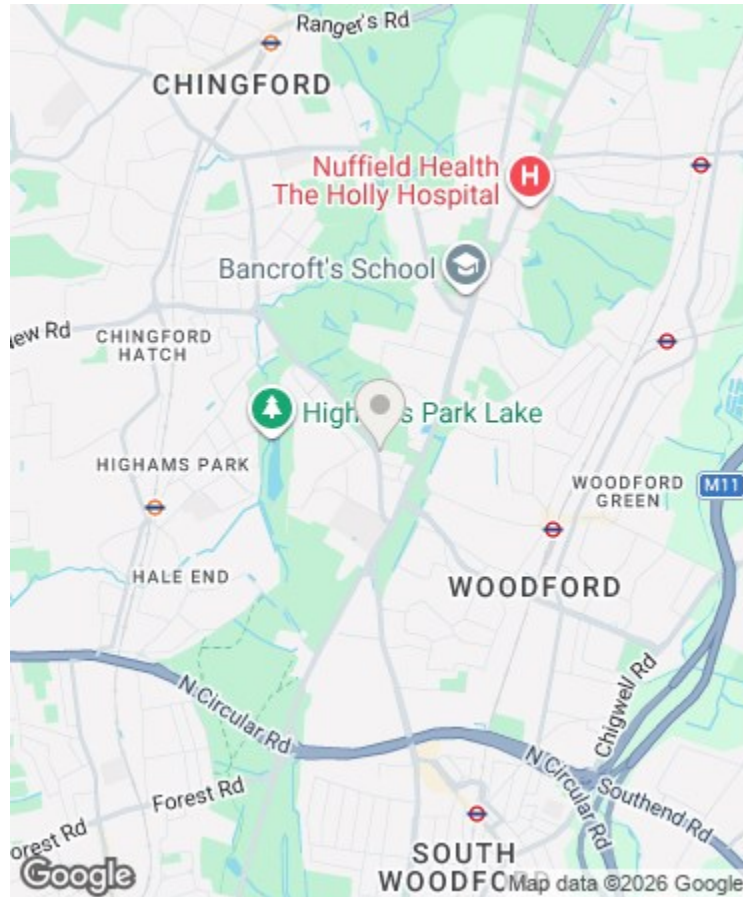 Ranger's Rd
CHINGFORD
Nuffield Health
The Holly Hospital
H
Bancroft's School
ew Rd
CHINGFORD
HATCH
Highams Park Lake
HIGHAMS PARK
WOODFORD
GREEN
M11
HALE END
WOODFORD
N Circular Rd
Chigwell Rd
N Circular Rd
Southend Rd
Forest Rd
orest Rd
SOUTH
WOODFORD
Google
Map data ©2026 Google